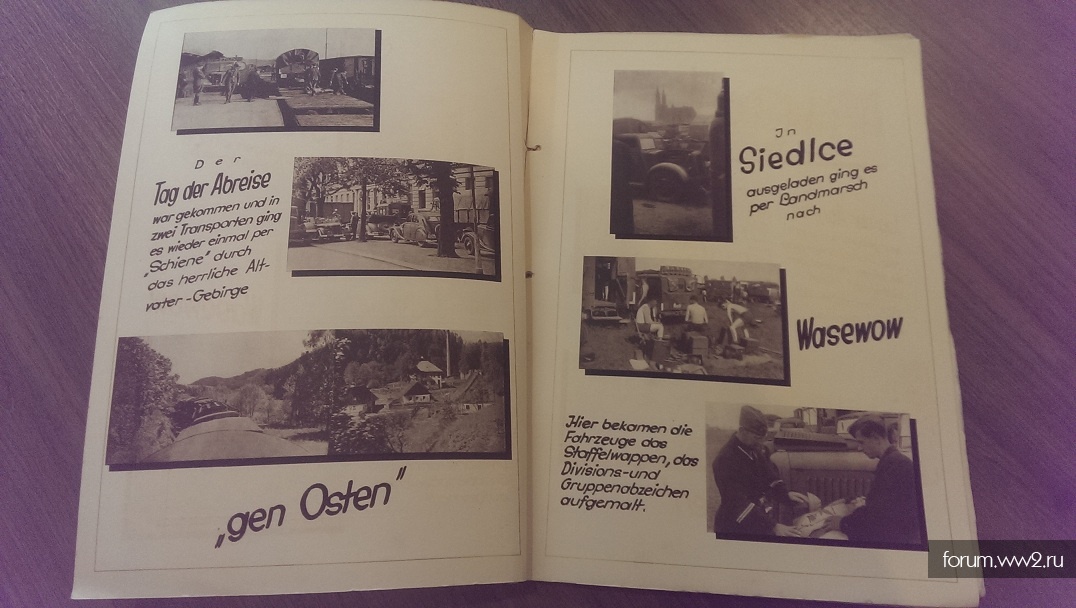 Der
Tag der Abreise
war gekommen und in
zwei Transporten ging
es wieder einmal per
„Schiene" durch
das herrliche Alt-
vater-Gebirge
„gen Osten"
In
Siedlce
ausgeladen ging es
per Landmarsch
nach
Wasewow
Hier bekamen die
Fahrzeuge das
Staffelwappen, das
Divisions-und
Gruppenabzeichen
aufgemalt.
forum.ww2.ru